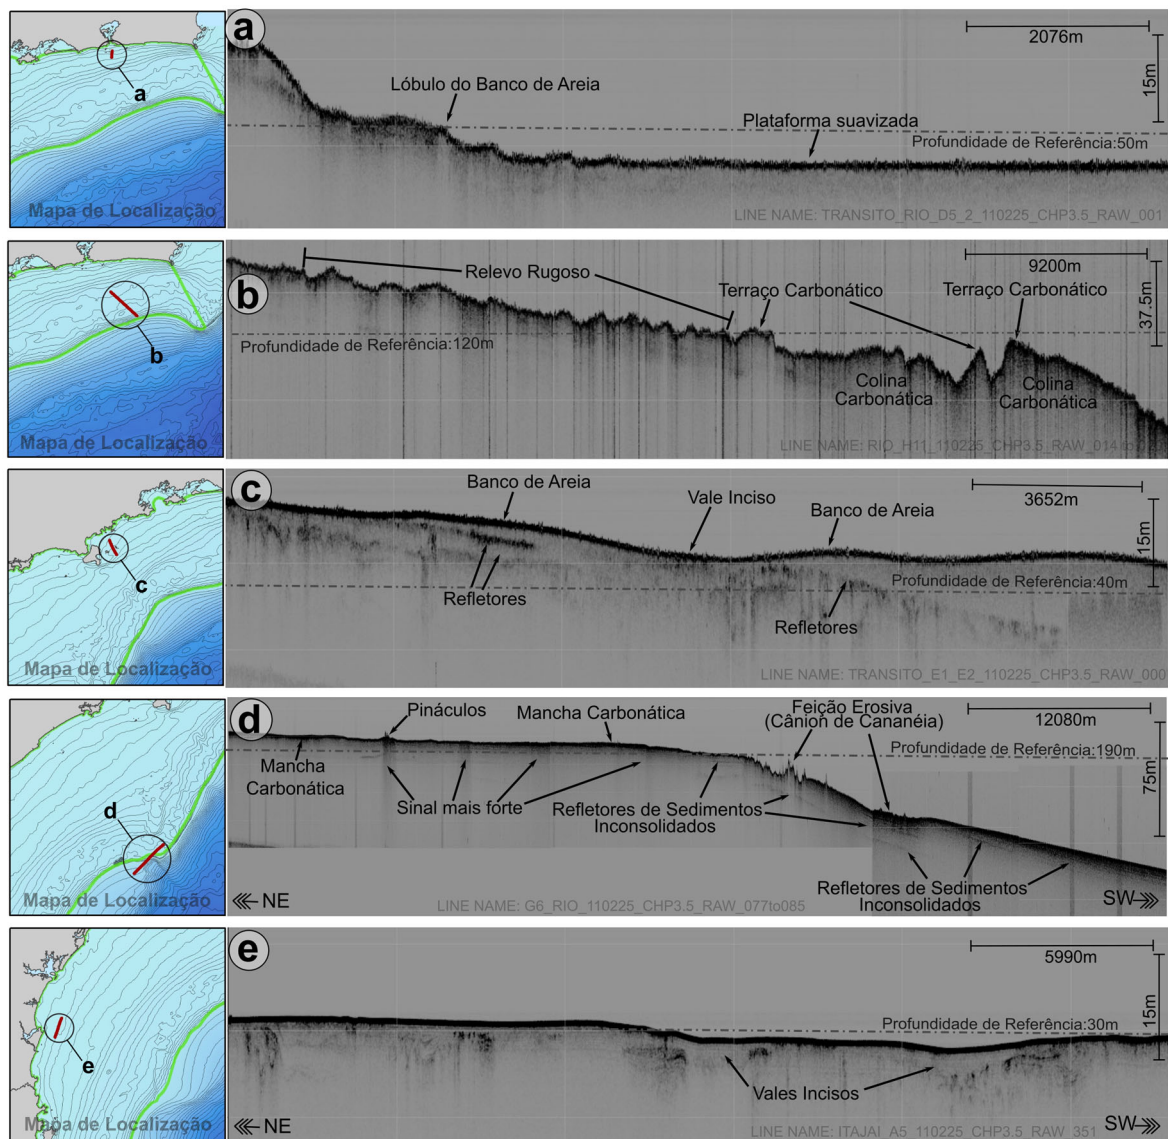 a
2076m
15m
Lóbulo do Banco de Areia
Plataforma suavizada
Profundidade de Referência:50m
LINE NAME: TRANSITO_RIO_D5_2_110225_CHP3.5_RAW_001
a
Mapa de Localização
b
9200m
37.5m
Relevo Rugoso
Terraço Carbonático
Terraço Carbonático
Profundidade de Referência:120m
Colina
Carbonática
Colina
Carbonática
b
Mapa de Localização
c
3652m
15m
Banco de Areia
Vale Inciso
Banco de Areia
Refletores
Refletores
Profundidade de Referência:40m
LINE NAME: TRANSITO_E1_E2_110225_CHP3.5_RAW_000
c
Mapa de Localização
d
12080m
75m
Pináculos
Mancha Carbonática
Feição Erosiva
(Cânion de Cananéia)
Profundidade de Referência:190m
Mancha
Carbonática
Sinal mais forte
Refletores de Sedimentos
Inconsolidados
Refletores de Sedimentos
Inconsolidados
NE
SW
LINE NAME: G6_RIO_110225_CHP3.5_RAW_077to085
d
Mapa de Localização
e
5990m
15m
Profundidade de Referência:30m
Vales Incisos
NE
SW
LINE NAME: ITAJAI_A5_110225_CHP3.5_RAW_351
e
Mapa de Localização